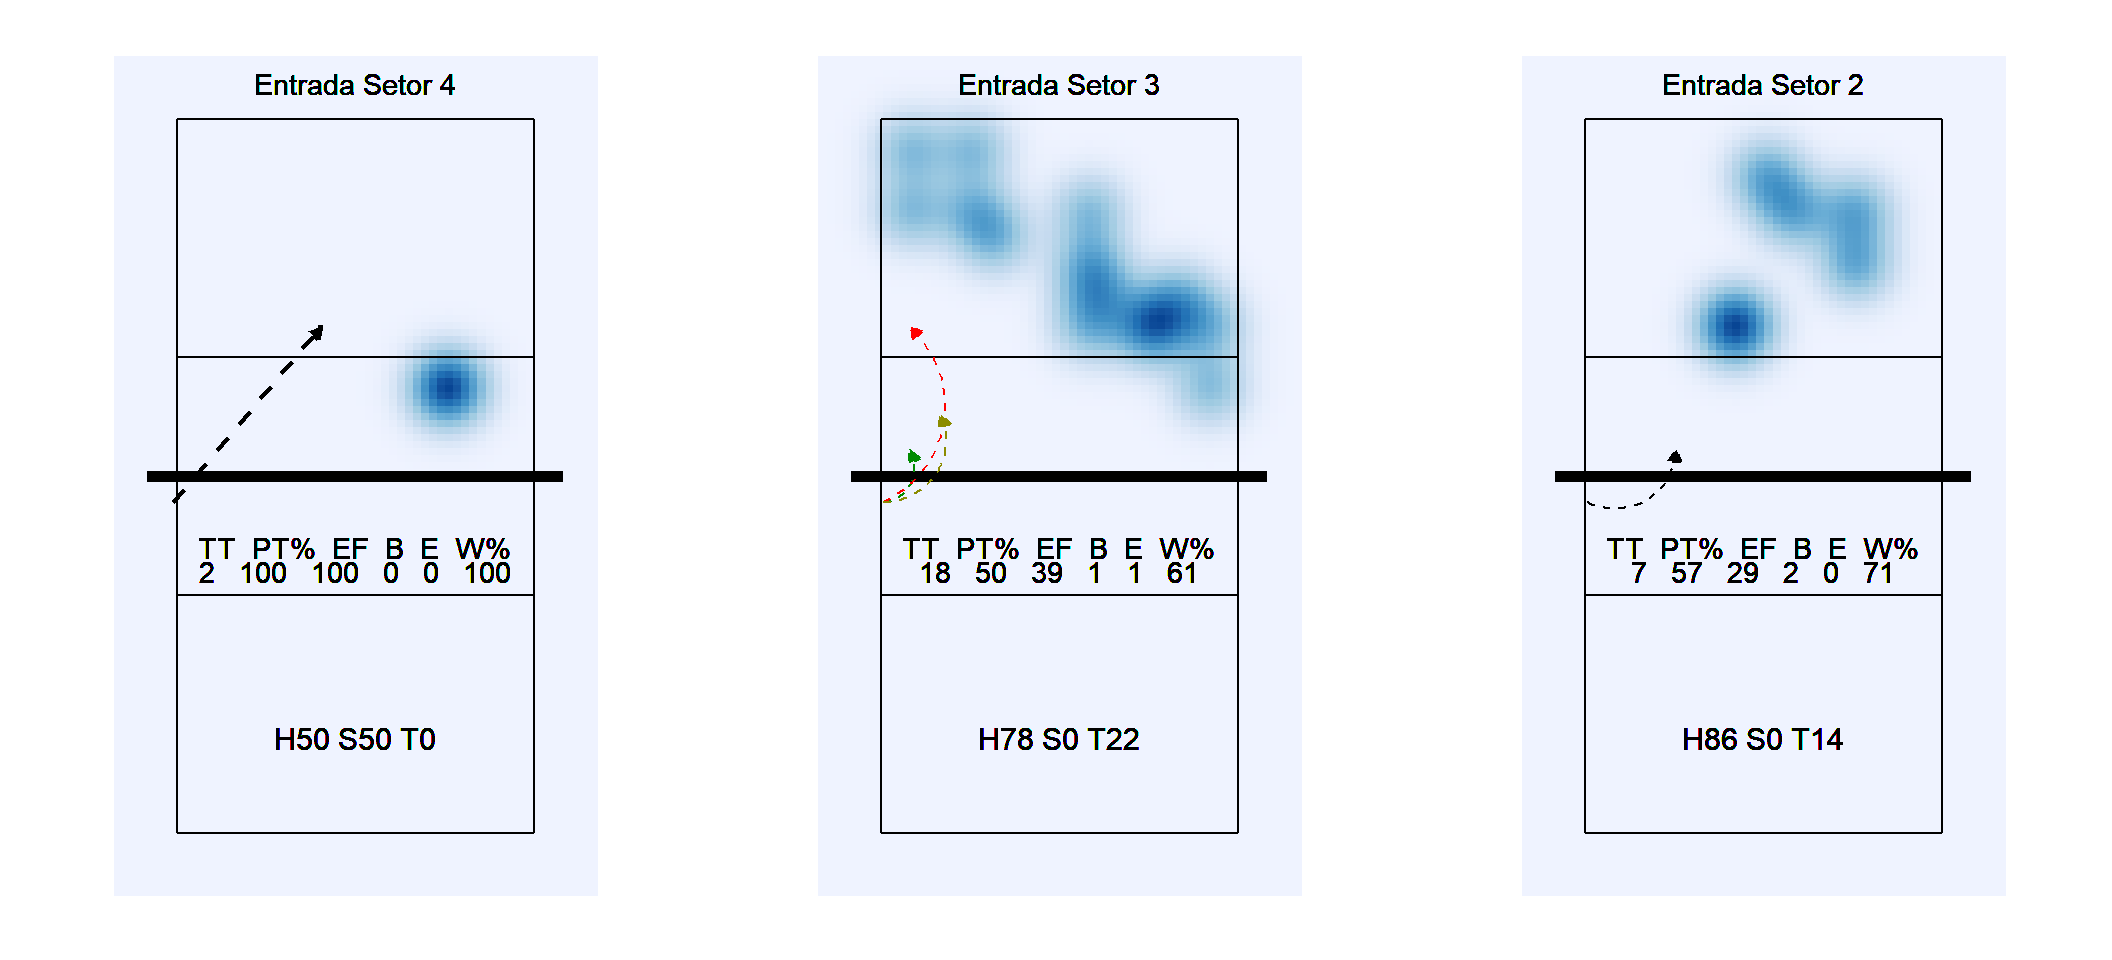 Entrada Setor 4
TT PT% EF B E W%
2 100 100 0 0 100
H50 S50 T0
Entrada Setor 3
TT PT% EF B E W%
18 50 39 1 1 61
H78 S0 T22
Entrada Setor 2
TT PT% EF B E W%
7 57 29 2 0 71
H86 S0 T14